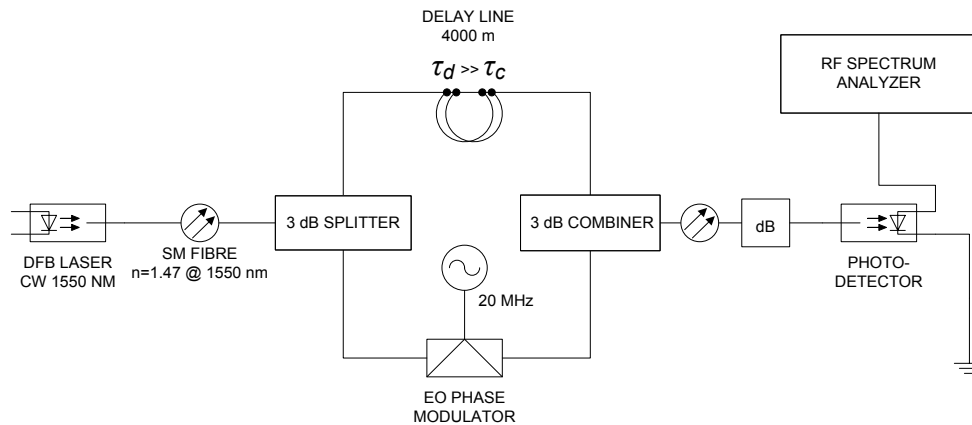 DELAY LINE
4000 m
τd >> τc
RF SPECTRUM
ANALYZER
3 dB SPLITTER
3 dB COMBINER
dB
DFB LASER
CW 1550 NM
SM FIBRE
n=1.47 @ 1550 nm
20 MHz
PHOTO-
DETECTOR
EO PHASE
MODULATOR